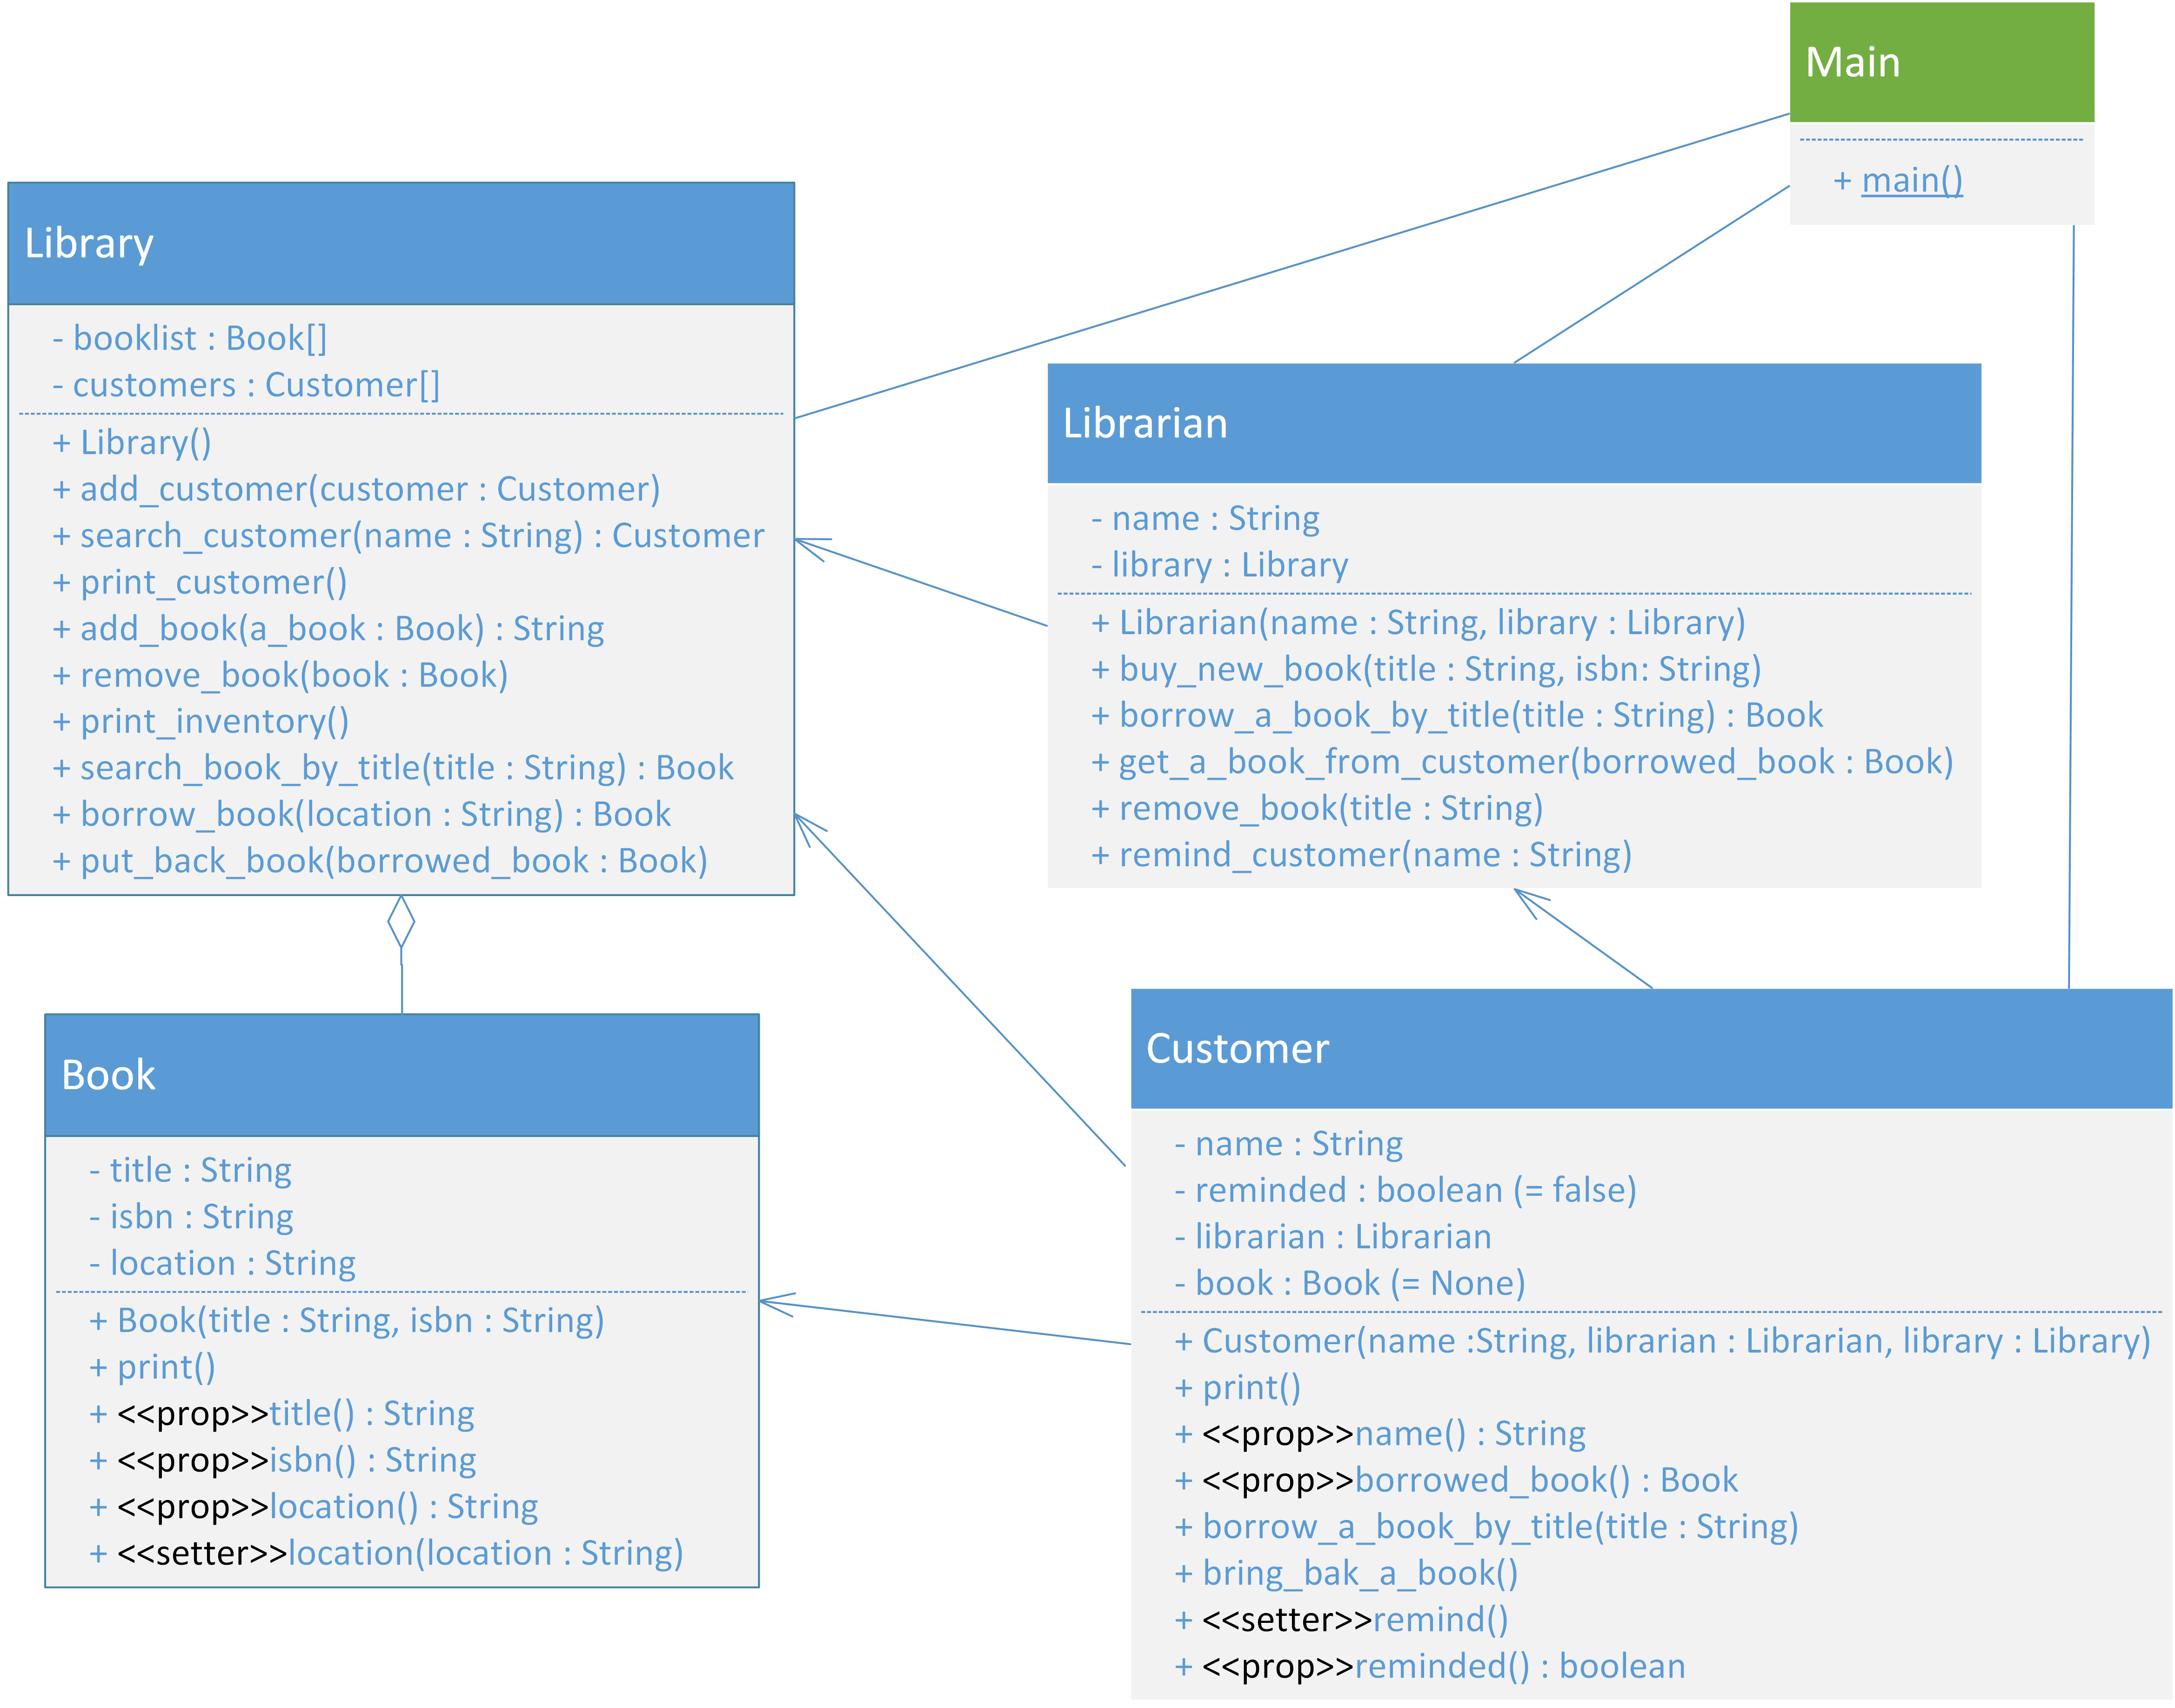 Main
+ main()
Library
- booklist : Book[]
- customers : Customer[]
+ Library()
+ add_customer(customer : Customer)
+ search_customer(name : String) : Customer
+ print_customer()
+ add_book(a_book : Book) : String
+ remove_book(book : Book)
+ print_inventory()
+ search_book_by_title(title : String) : Book
+ borrow_book(location : String) : Book
+ put_back_book(borrowed_book : Book)
Librarian
- name : String
- library : Library
+ Librarian(name : String, library : Library)
+ buy_new_book(title : String, isbn: String)
+ borrow_a_book_by_title(title : String) : Book
+ get_a_book_from_customer(borrowed_book : Book)
+ remove_book(title : String)
+ remind_customer(name : String)
Book
- title : String
- isbn : String
- location : String
+ Book(title : String, isbn : String)
+ print()
+ <<prop>>title() : String
+ <<prop>>isbn() : String
+ <<prop>>location() : String
+ <<setter>>location(location : String)
Customer
- name : String
- reminded : boolean (= false)
- librarian : Librarian
- book : Book (= None)
+ Customer(name :String, librarian : Librarian, library : Library)
+ print()
+ <<prop>>name() : String
+ <<prop>>borrowed_book() : Book
+ borrow_a_book_by_title(title : String)
+ bring_bak_a_book()
+ <<setter>>remind()
+ <<prop>>reminded() : boolean